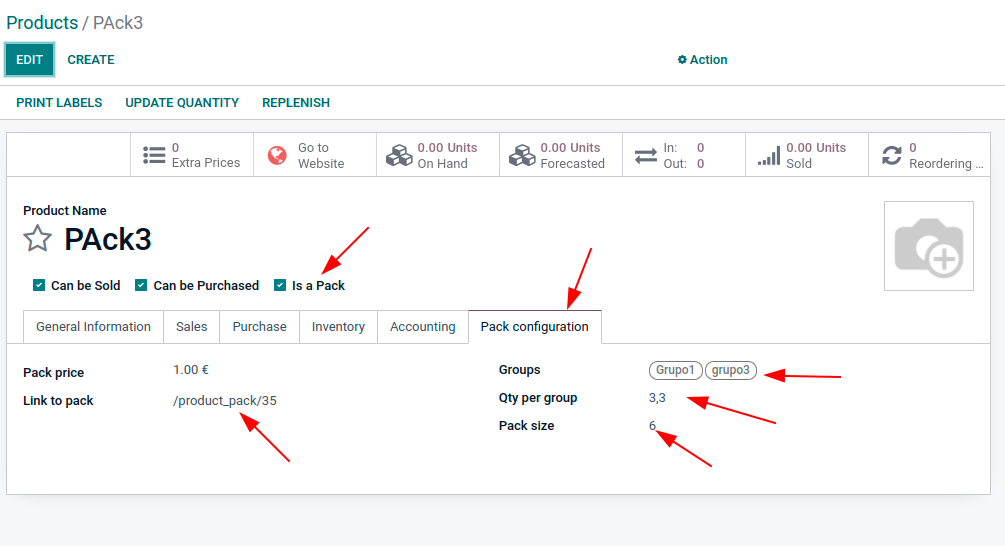 Products / PAck3
EDIT CREATE Action
PRINT LABELS UPDATE QUANTITY REPLENISH
0
Extra Prices
Go to
Website
0.00 Units
On Hand
0.00 Units
Forecasted
In: 0
Out: 0
0.00 Units
Sold
0
Reordering ...
Product Name
PAck3
Can be Sold Can be Purchased Is a Pack
General Information Sales Purchase Inventory Accounting Pack configuration
Pack price 1.00 €
Link to pack /product_pack/35
Groups Grupo1 grupo3
Qty per group 3,3
Pack size 6